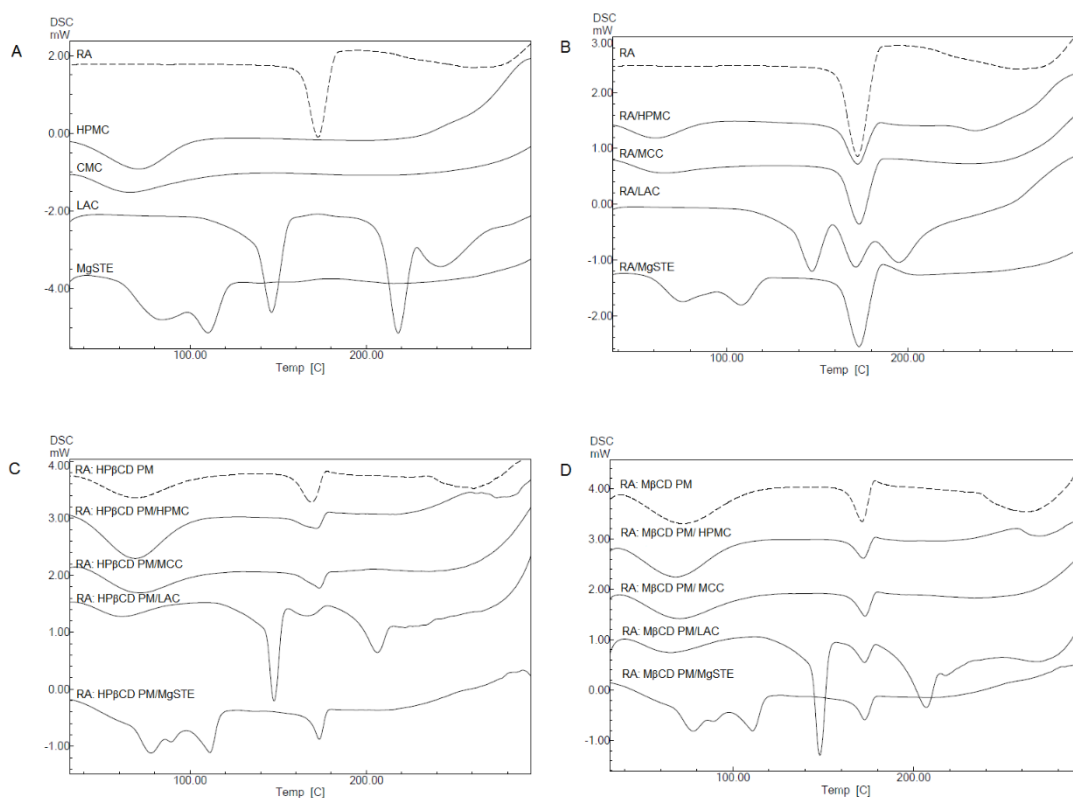 A
DSC
mW
2.00
0.00
-2.00
-4.00
RA
HPMC
CMC
LAC
MgSTE
100.00
200.00
Temp [C]
B
DSC
mW
3.00
2.00
1.00
0.00
-1.00
-2.00
RA
RA/HPMC
RA/MCC
RA/LAC
RA/MgSTE
100.00
200.00
Temp [C]
C
DSC
mW
4.00
3.00
2.00
1.00
0.00
-1.00
RA: HPβCD PM
RA: HPβCD PM/HPMC
RA: HPβCD PM/MCC
RA: HPβCD PM/LAC
RA: HPβCD PM/MgSTE
100.00
200.00
Temp [C]
D
DSC
mW
4.00
3.00
2.00
1.00
0.00
-1.00
RA: MβCD PM
RA: MβCD PM/ HPMC
RA: MβCD PM/ MCC
RA: MβCD PM/LAC
RA: MβCD PM/MgSTE
100.00
200.00
Temp [C]